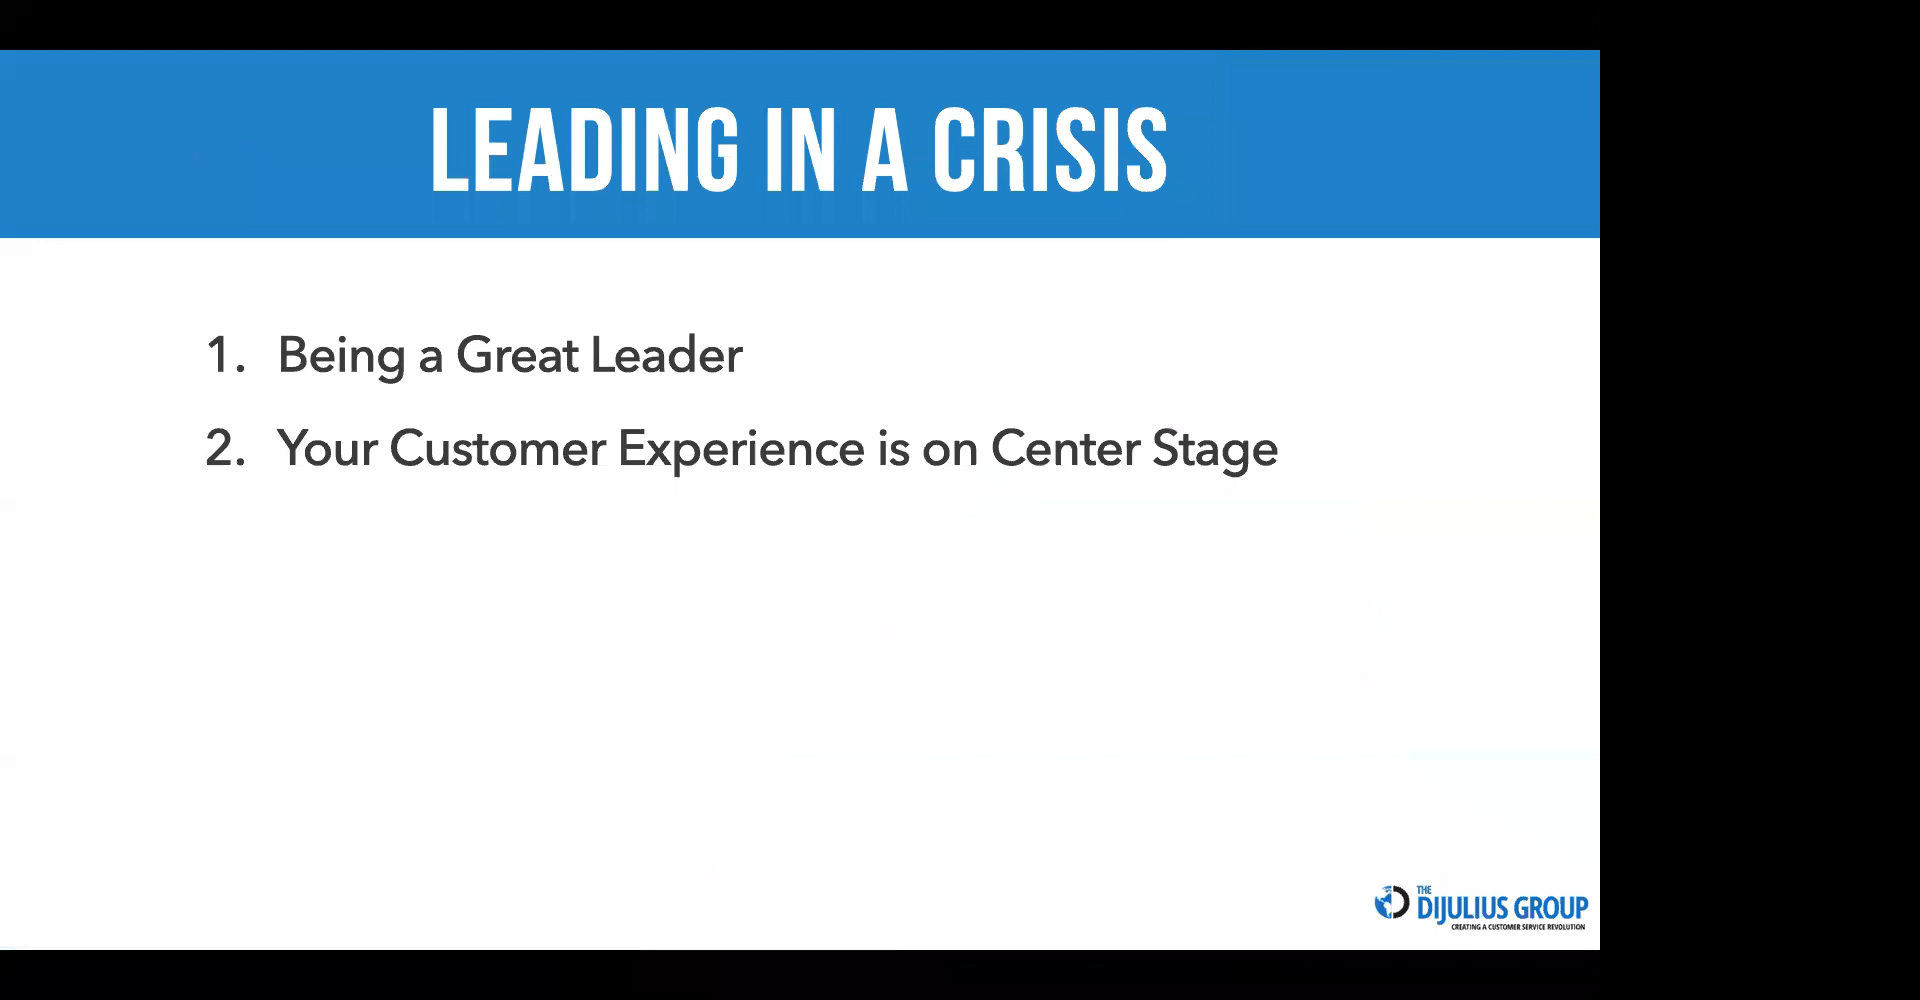 LEADING IN A CRISIS
1. Being a Great Leader
2. Your Customer Experience is on Center Stage
THE
DIJULIUS GROUP
CREATING A CUSTOMER SERVICE REVOLUTION